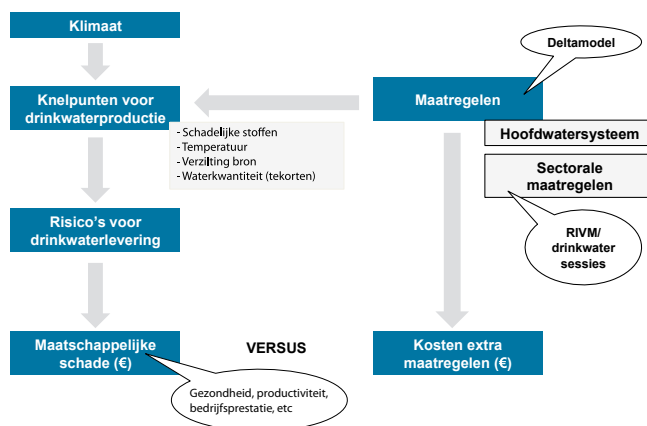 Klimaat
Deltamodel
Knelpunten voor
drinkwaterproductie
Maatregelen
- Schadelijke stoffen
- Temperatuur
- Verzilting bron
- Waterkwantiteit (tekorten)
Hoofdwatersysteem
Sectorale
maatregelen
Risico's voor
drinkwaterlevering
RIVM/
drinkwater
sessies
Maatschappelijke
schade (€)
VERSUS
Kosten extra
maatregelen (€)
Gezondheid, productiviteit,
bedrijfsprestatie, etc